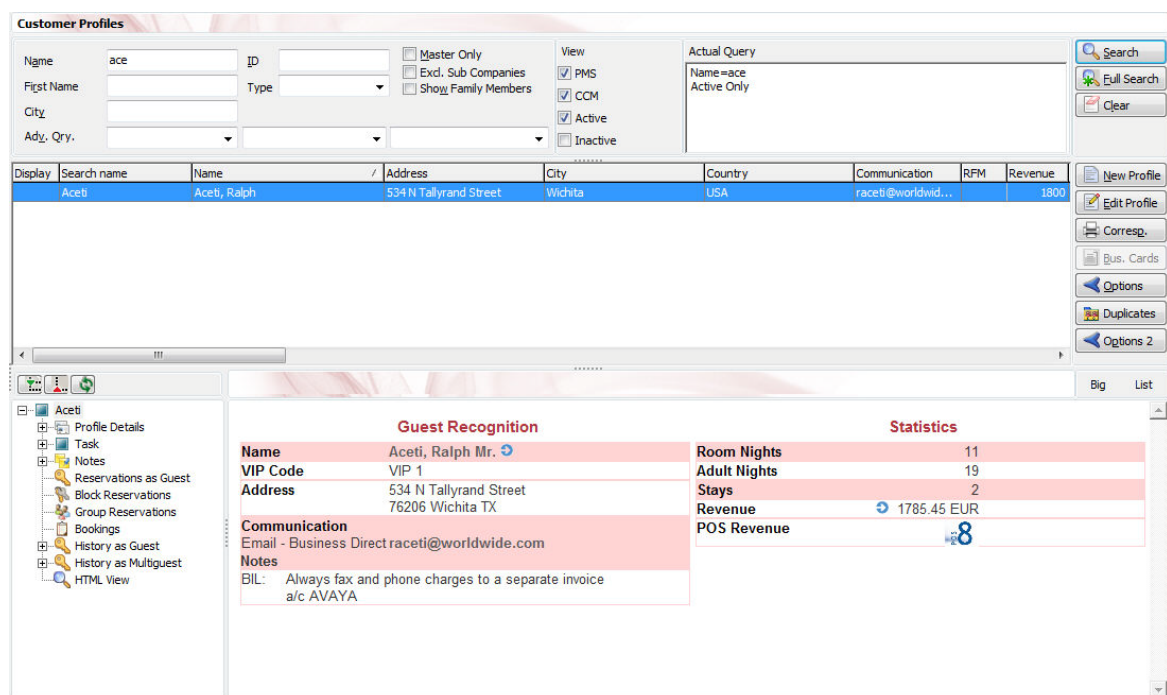 Customer Profiles
Name ace ID Master Only View Actual Query Search
Excl. Sub Companies PMS Name=ace
First Name Type Show Family Members Active Only Full Search
CCM
City Clear
Active
Adv. Qry. Inactive
Display Search name Name / Address City Country Communication RFM Revenue New Profile
Aceti Aceti, Ralph 534 N Tallyrand Street Wichita USA raceti@worldwid... 1800
Edit Profile
Corresp.
Bus. Cards
Options
Duplicates
Options 2
Big List
Aceti
Profile Details
Task
Notes
Reservations as Guest
Block Reservations
Group Reservations
Bookings
History as Guest
History as Multiguest
HTML View
Guest Recognition
Name Aceti, Ralph Mr.
VIP Code VIP 1
Address 534 N Tallyrand Street
76206 Wichita TX
Communication
Email - Business Direct raceti@worldwide.com
Notes
BIL: Always fax and phone charges to a separate invoice
a/c AVAYA
Statistics
Room Nights 11
Adult Nights 19
Stays 2
Revenue 1785.45 EUR
POS Revenue 8